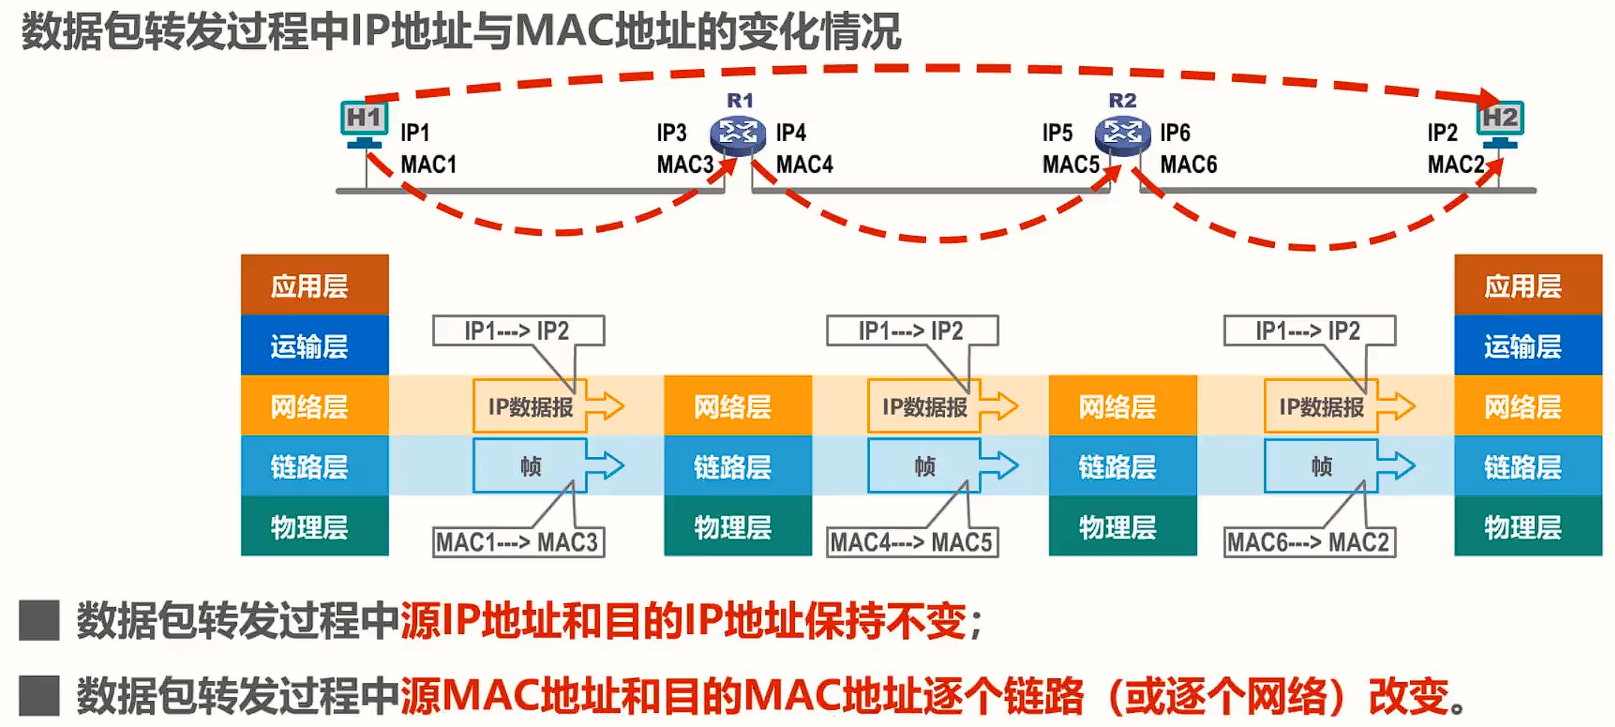 数据包转发过程中IP地址与MAC地址的变化情况
H1
IP1
MAC1
R1
IP3
MAC3
IP4
MAC4
R2
IP5
MAC5
IP6
MAC6
H2
IP2
MAC2
应用层
应用层
运输层
IP1---> IP2
IP1---> IP2
IP1---> IP2
运输层
网络层
IP数据报
网络层
IP数据报
网络层
IP数据报
网络层
链路层
帧
链路层
帧
链路层
帧
链路层
物理层
MAC1---> MAC3
物理层
MAC4---> MAC5
物理层
MAC6---> MAC2
物理层
数据包转发过程中源IP地址和目的IP地址保持不变；
数据包转发过程中源MAC地址和目的MAC地址逐个链路（或逐个网络）改变。